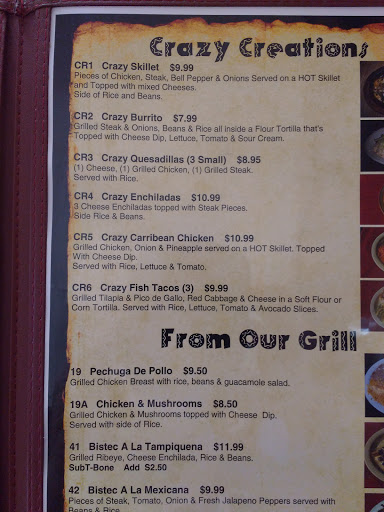 Crazy Creations
CR1 Crazy Skillet $9.99
Pieces of Chicken, Steak, Bell Pepper & Onions Served on a HOT Skillet
and Topped with mixed Cheeses.
Side of Rice and Beans.
CR2 Crazy Burrito $7.99
Grilled Steak & Onions, Beans & Rice all inside a Flour Tortilla that's
Topped with Cheese Dip, Lettuce, Tomato & Sour Cream.
CR3 Crazy Quesadillas (3 Small) $8.95
(1) Cheese, (1) Grilled Chicken, (1) Grilled Steak.
Served with Rice.
CR4 Crazy Enchiladas $10.99
3 Cheese Enchiladas topped with Steak Pieces.
Side Rice & Beans.
CR5 Crazy Carribean Chicken $10.99
Grilled Chicken, Onion & Pineapple served on a HOT Skillet. Topped
With Cheese Dip.
Served with Rice, Lettuce & Tomato.
CR6 Crazy Fish Tacos (3) $9.99
Grilled Tilapia & Pico de Gallo, Red Cabbage & Cheese in a Soft Flour or
Corn Tortilla. Served with Rice, Lettuce, Tomato & Avocado Slices.
From Our Grill
19 Pechuga De Pollo $9.50
Grilled Chicken Breast with rice, beans & guacamole salad.
19A Chicken & Mushrooms $8.50
Grilled Chicken & Mushrooms topped with Cheese Dip.
Served with side of Rice.
41 Bistec A La Tampiquena $11.99
Grilled Ribeye, Cheese Enchilada, Rice & Beans.
SubT-Bone Add $2.50
42 Bistec A La Mexicana $9.99
Pieces of Steak, Tomato, Onion & Fresh Jalapeno Peppers served with
Beans & Rice.